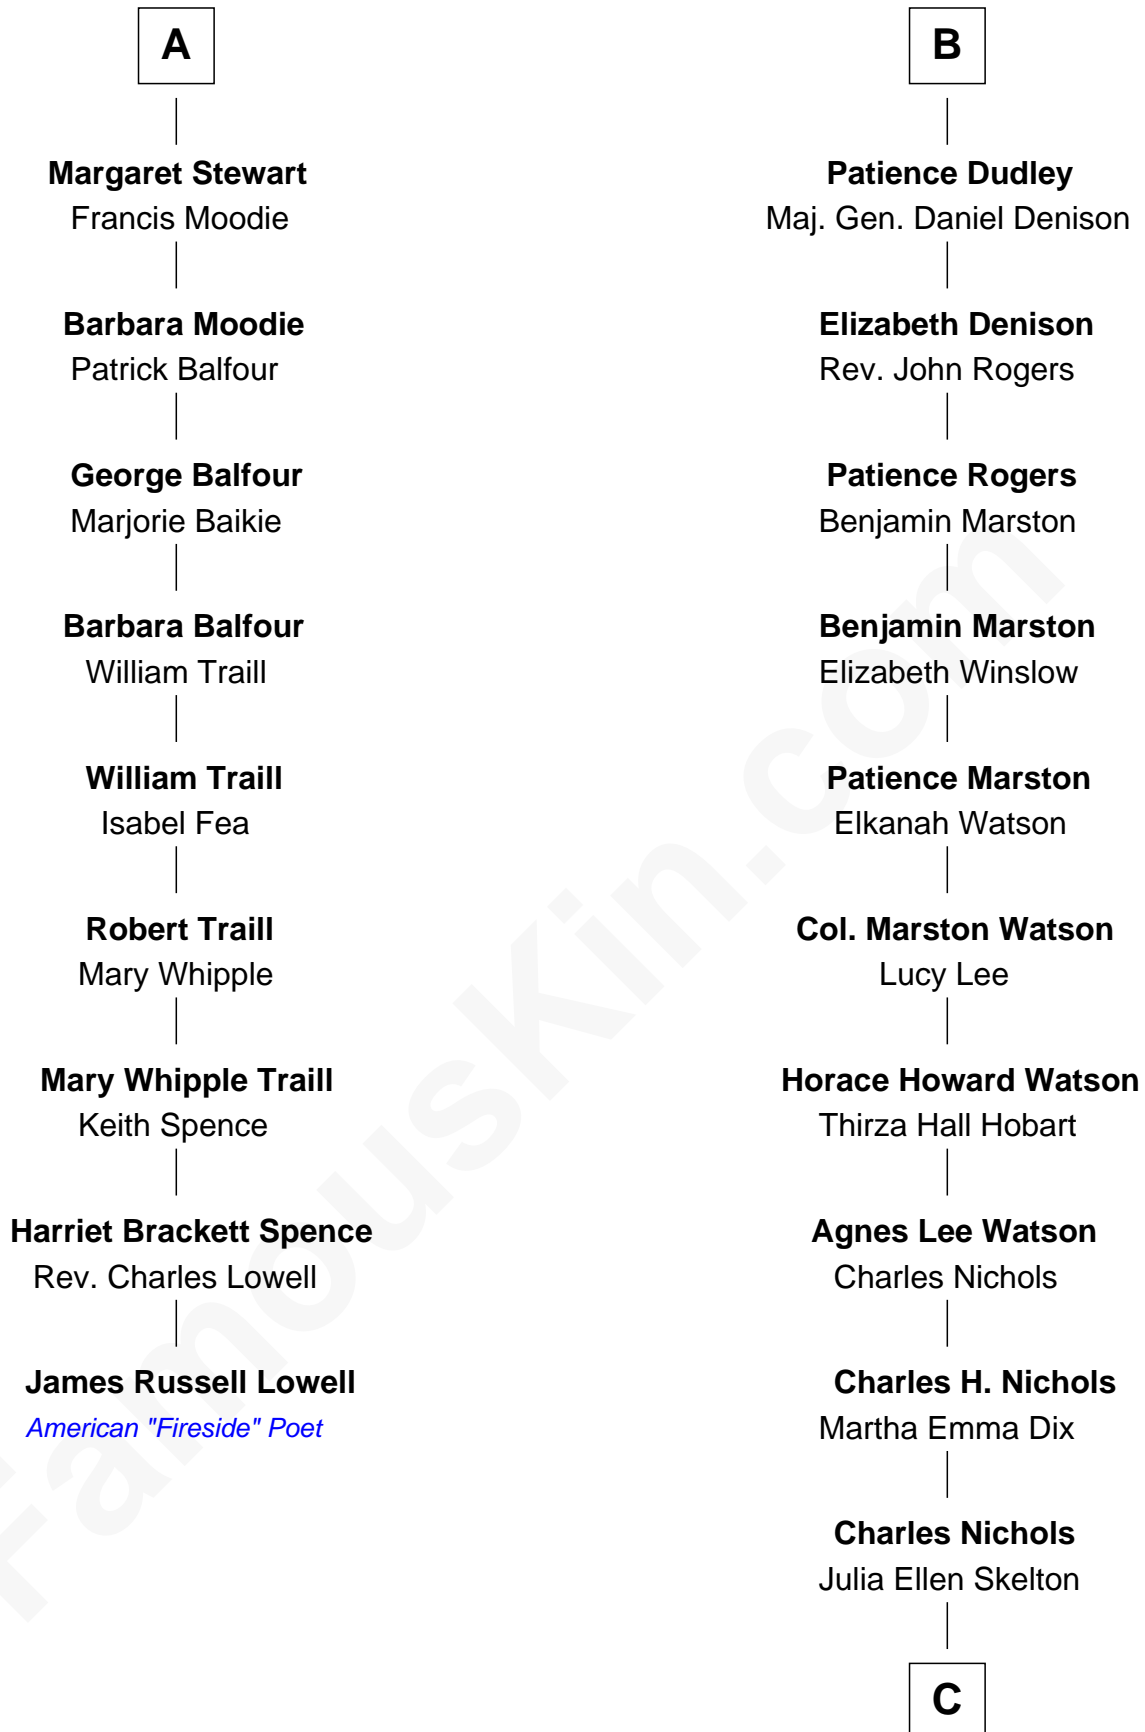 A
Margaret Stewart
Francis Moodie
Barbara Moodie
Patrick Balfour
George Balfour
Marjorie Baikie
Barbara Balfour
William Traill
William Traill
Isabel Fea
Robert Traill
Mary Whipple
Mary Whipple Traill
Keith Spence
Harriet Brackett Spence
Rev. Charles Lowell
James Russell Lowell
American "Fireside" Poet
B
Patience Dudley
Maj. Gen. Daniel Denison
Elizabeth Denison
Rev. John Rogers
Patience Rogers
Benjamin Marston
Benjamin Marston
Elizabeth Winslow
Patience Marston
Elkanah Watson
Col. Marston Watson
Lucy Lee
Horace Howard Watson
Thirza Hall Hobart
Agnes Lee Watson
Charles Nichols
Charles H. Nichols
Martha Emma Dix
Charles Nichols
Julia Ellen Skelton
C
FamousKin.com